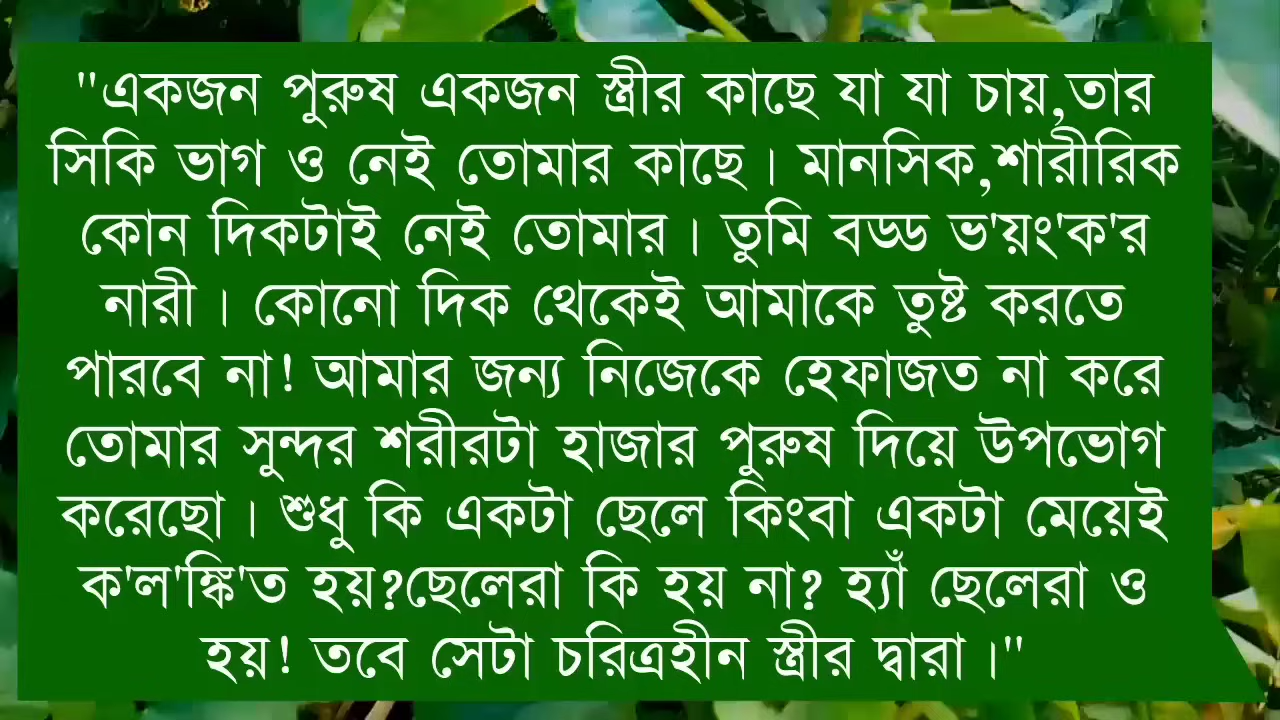 "একজন পুরুষ একজন স্ত্রীর কাছে যা যা চায়,তার
সিকি ভাগ ও নেই তোমার কাছে। মানসিক,শারীরিক
কোন দিকটাই নেই তোমার। তুমি বড্ড ভ'য়ং'ক'র
নারী। কোনো দিক থেকেই আমাকে তুষ্ট করতে
পারবে না! আমার জন্য নিজেকে হেফাজত না করে
তোমার সুন্দর শরীরটা হাজার পুরুষ দিয়ে উপভোগ
করেছো। শুধু কি একটা ছেলে কিংবা একটা মেয়েই
ক'ল'ঙ্কি'ত হয়?ছেলেরা কি হয় না? হ্যাঁ ছেলেরা ও
হয়! তবে সেটা চরিত্রহীন স্ত্রীর দ্বারা।"